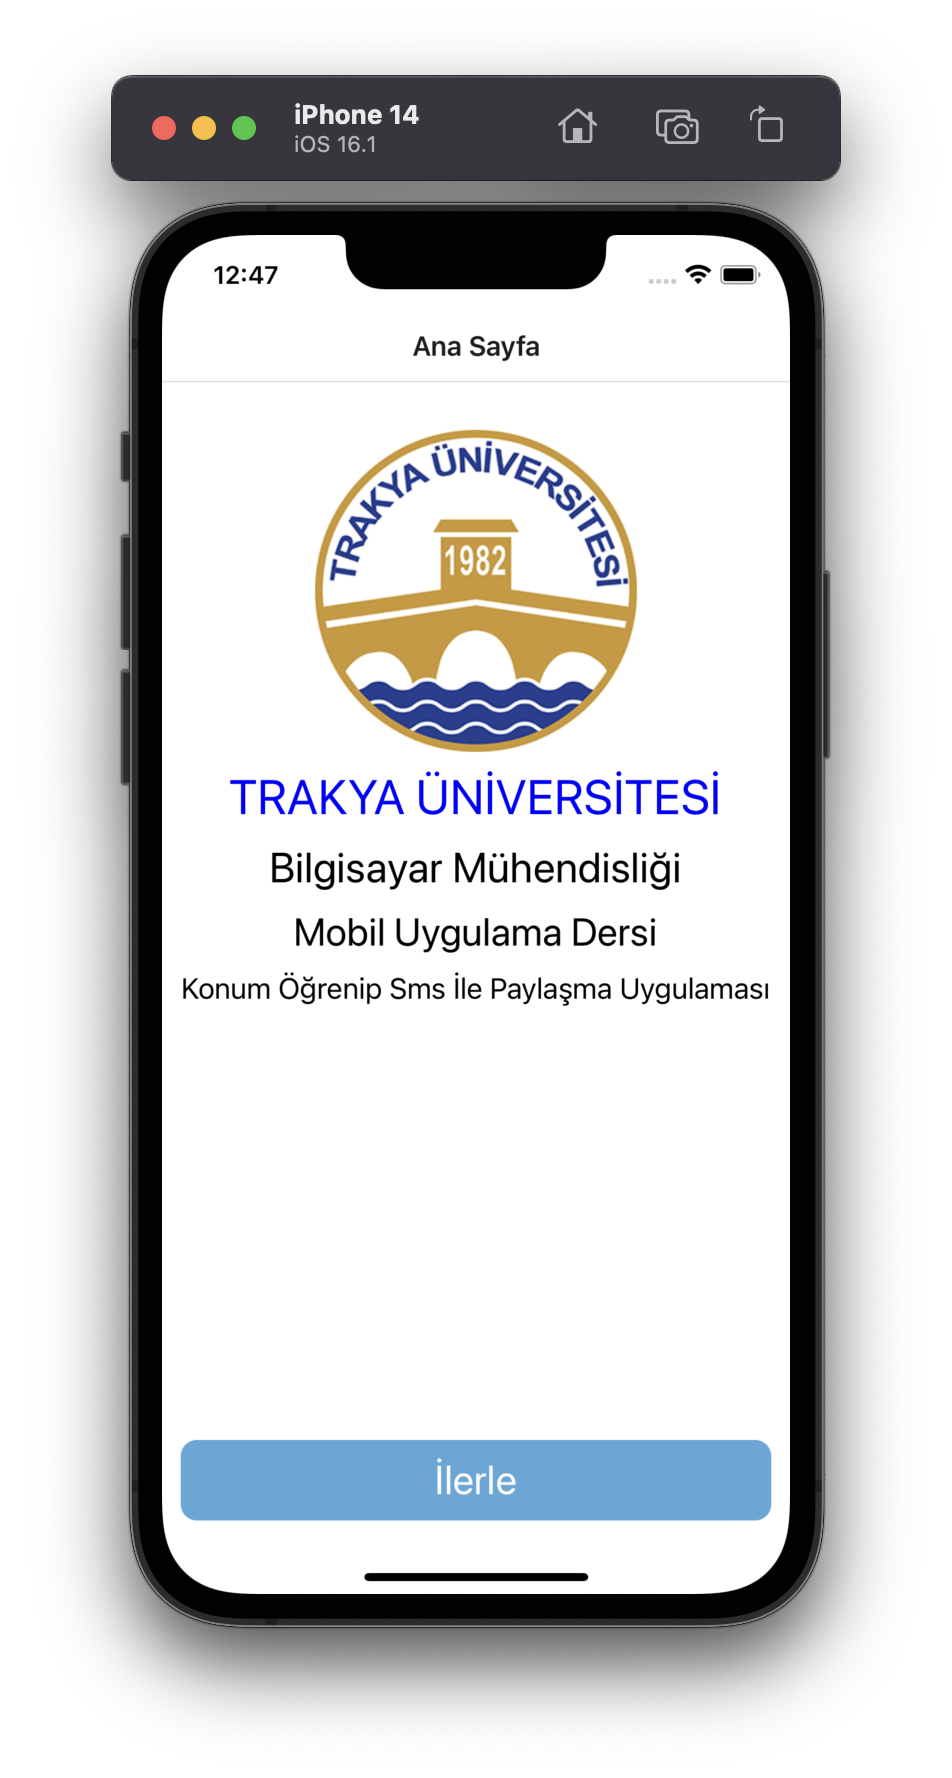 iPhone 14
iOS 16.1
12:47
Ana Sayfa
TRAKYA ÜNİVERSİTESİ
1982
TRAKYA ÜNİVERSİTESİ
Bilgisayar Mühendisliği
Mobil Uygulama Dersi
Konum Öğrenip Sms İle Paylaşma Uygulaması
İlerle